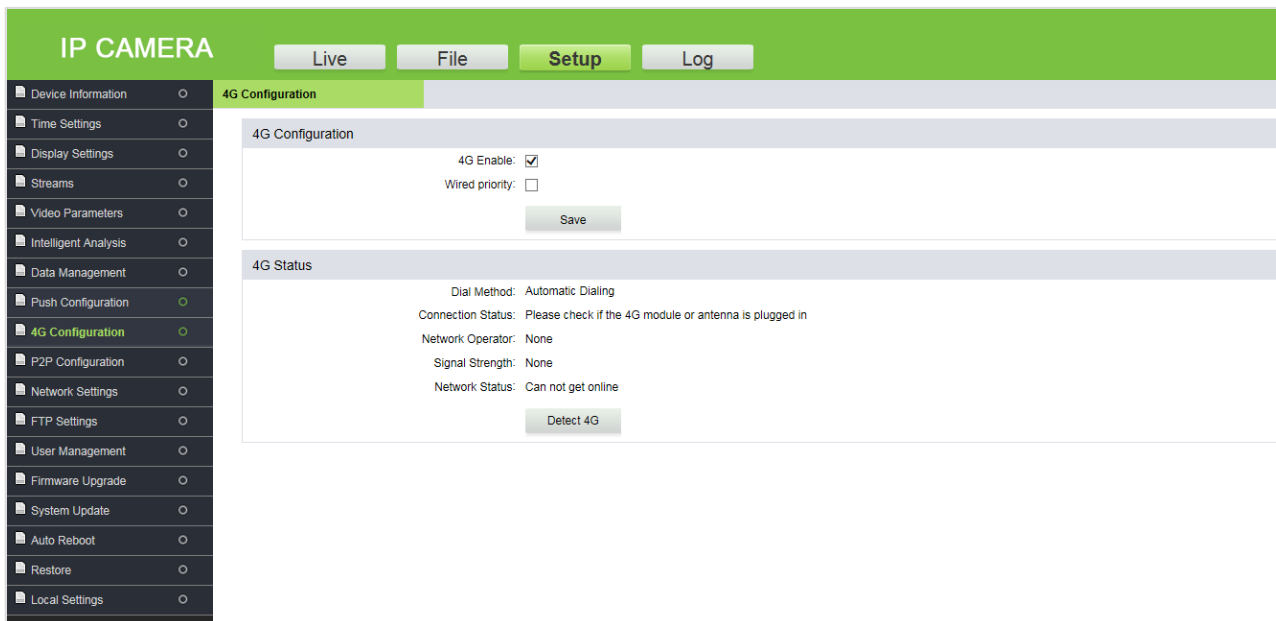 IP CAMERA
Live
File
Setup
Log
Device Information
Time Settings
Display Settings
Streams
Video Parameters
Intelligent Analysis
Data Management
Push Configuration
4G Configuration
P2P Configuration
Network Settings
FTP Settings
User Management
Firmware Upgrade
System Update
Auto Reboot
Restore
Local Settings
4G Configuration
4G Configuration
4G Enable:
Wired priority:
Save
4G Status
Dial Method: Automatic Dialing
Connection Status: Please check if the 4G module or antenna is plugged in
Network Operator: None
Signal Strength: None
Network Status: Can not get online
Detect 4G